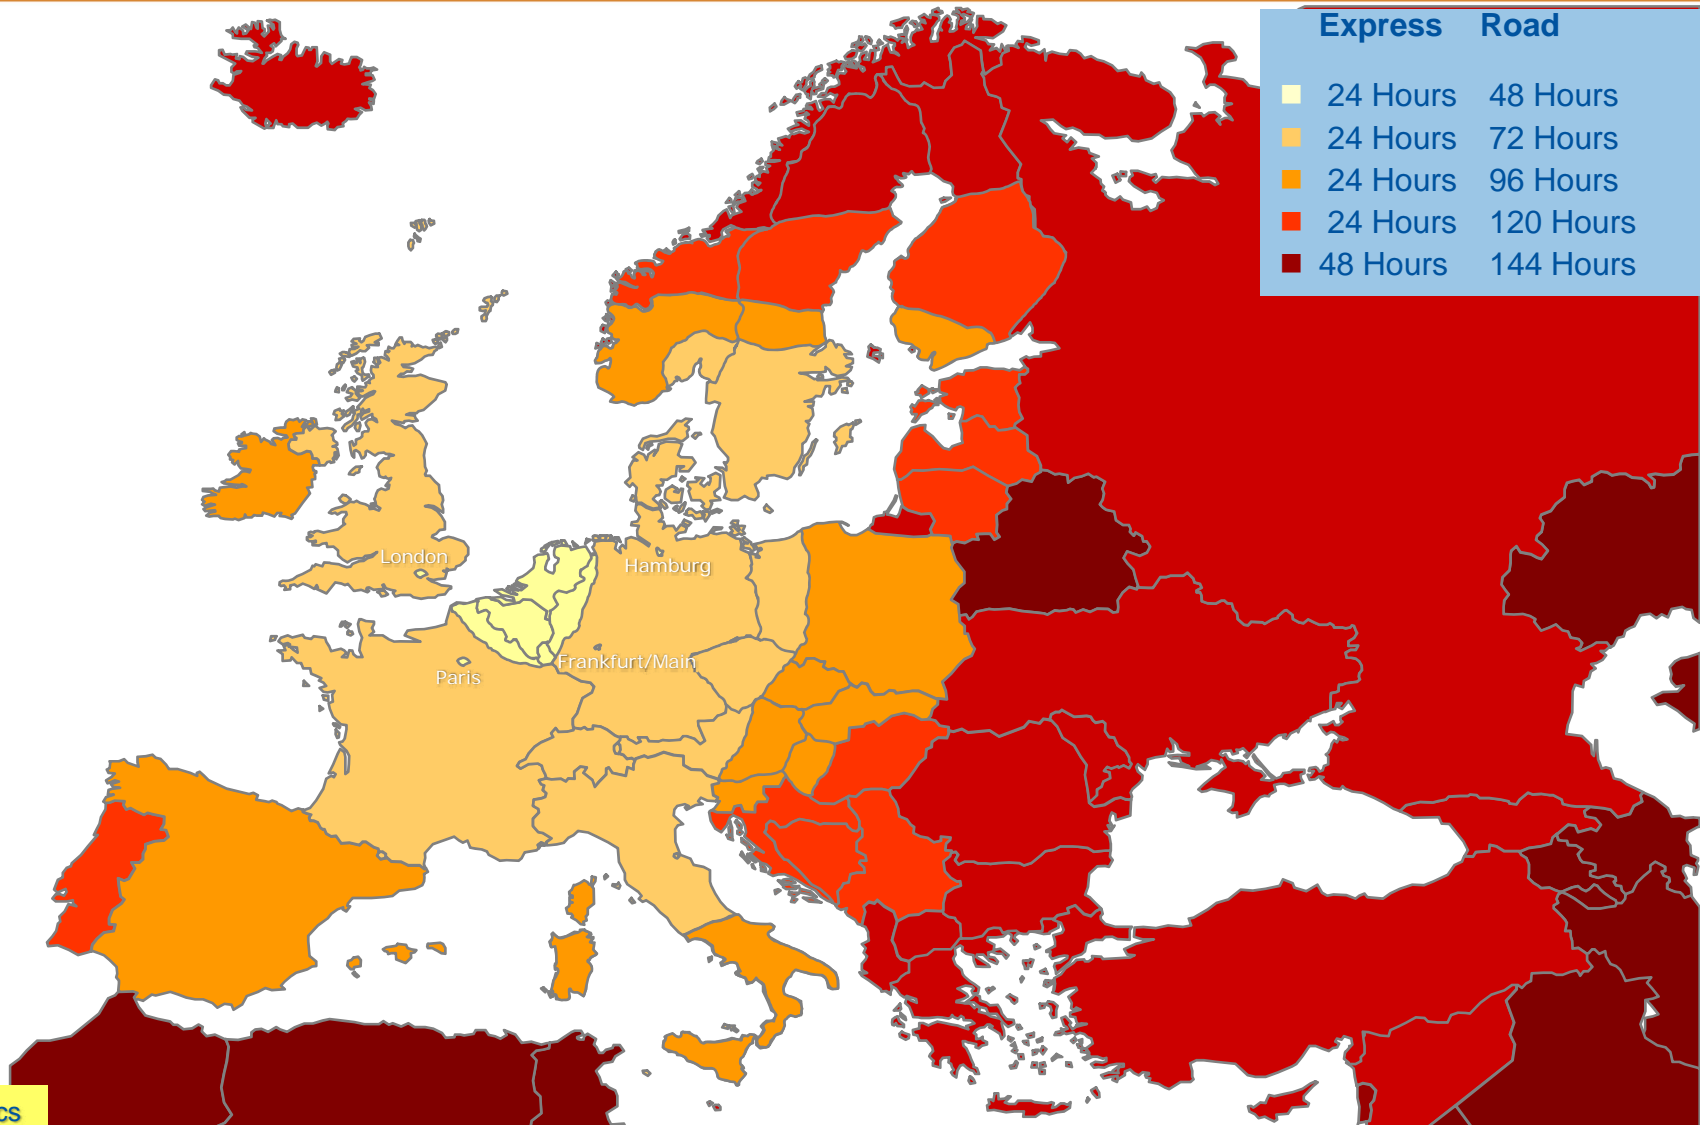 Express Road
24 Hours 48 Hours
24 Hours 72 Hours
24 Hours 96 Hours
24 Hours 120 Hours
48 Hours 144 Hours
London
Hamburg
Frankfurt/Main
Paris
cs